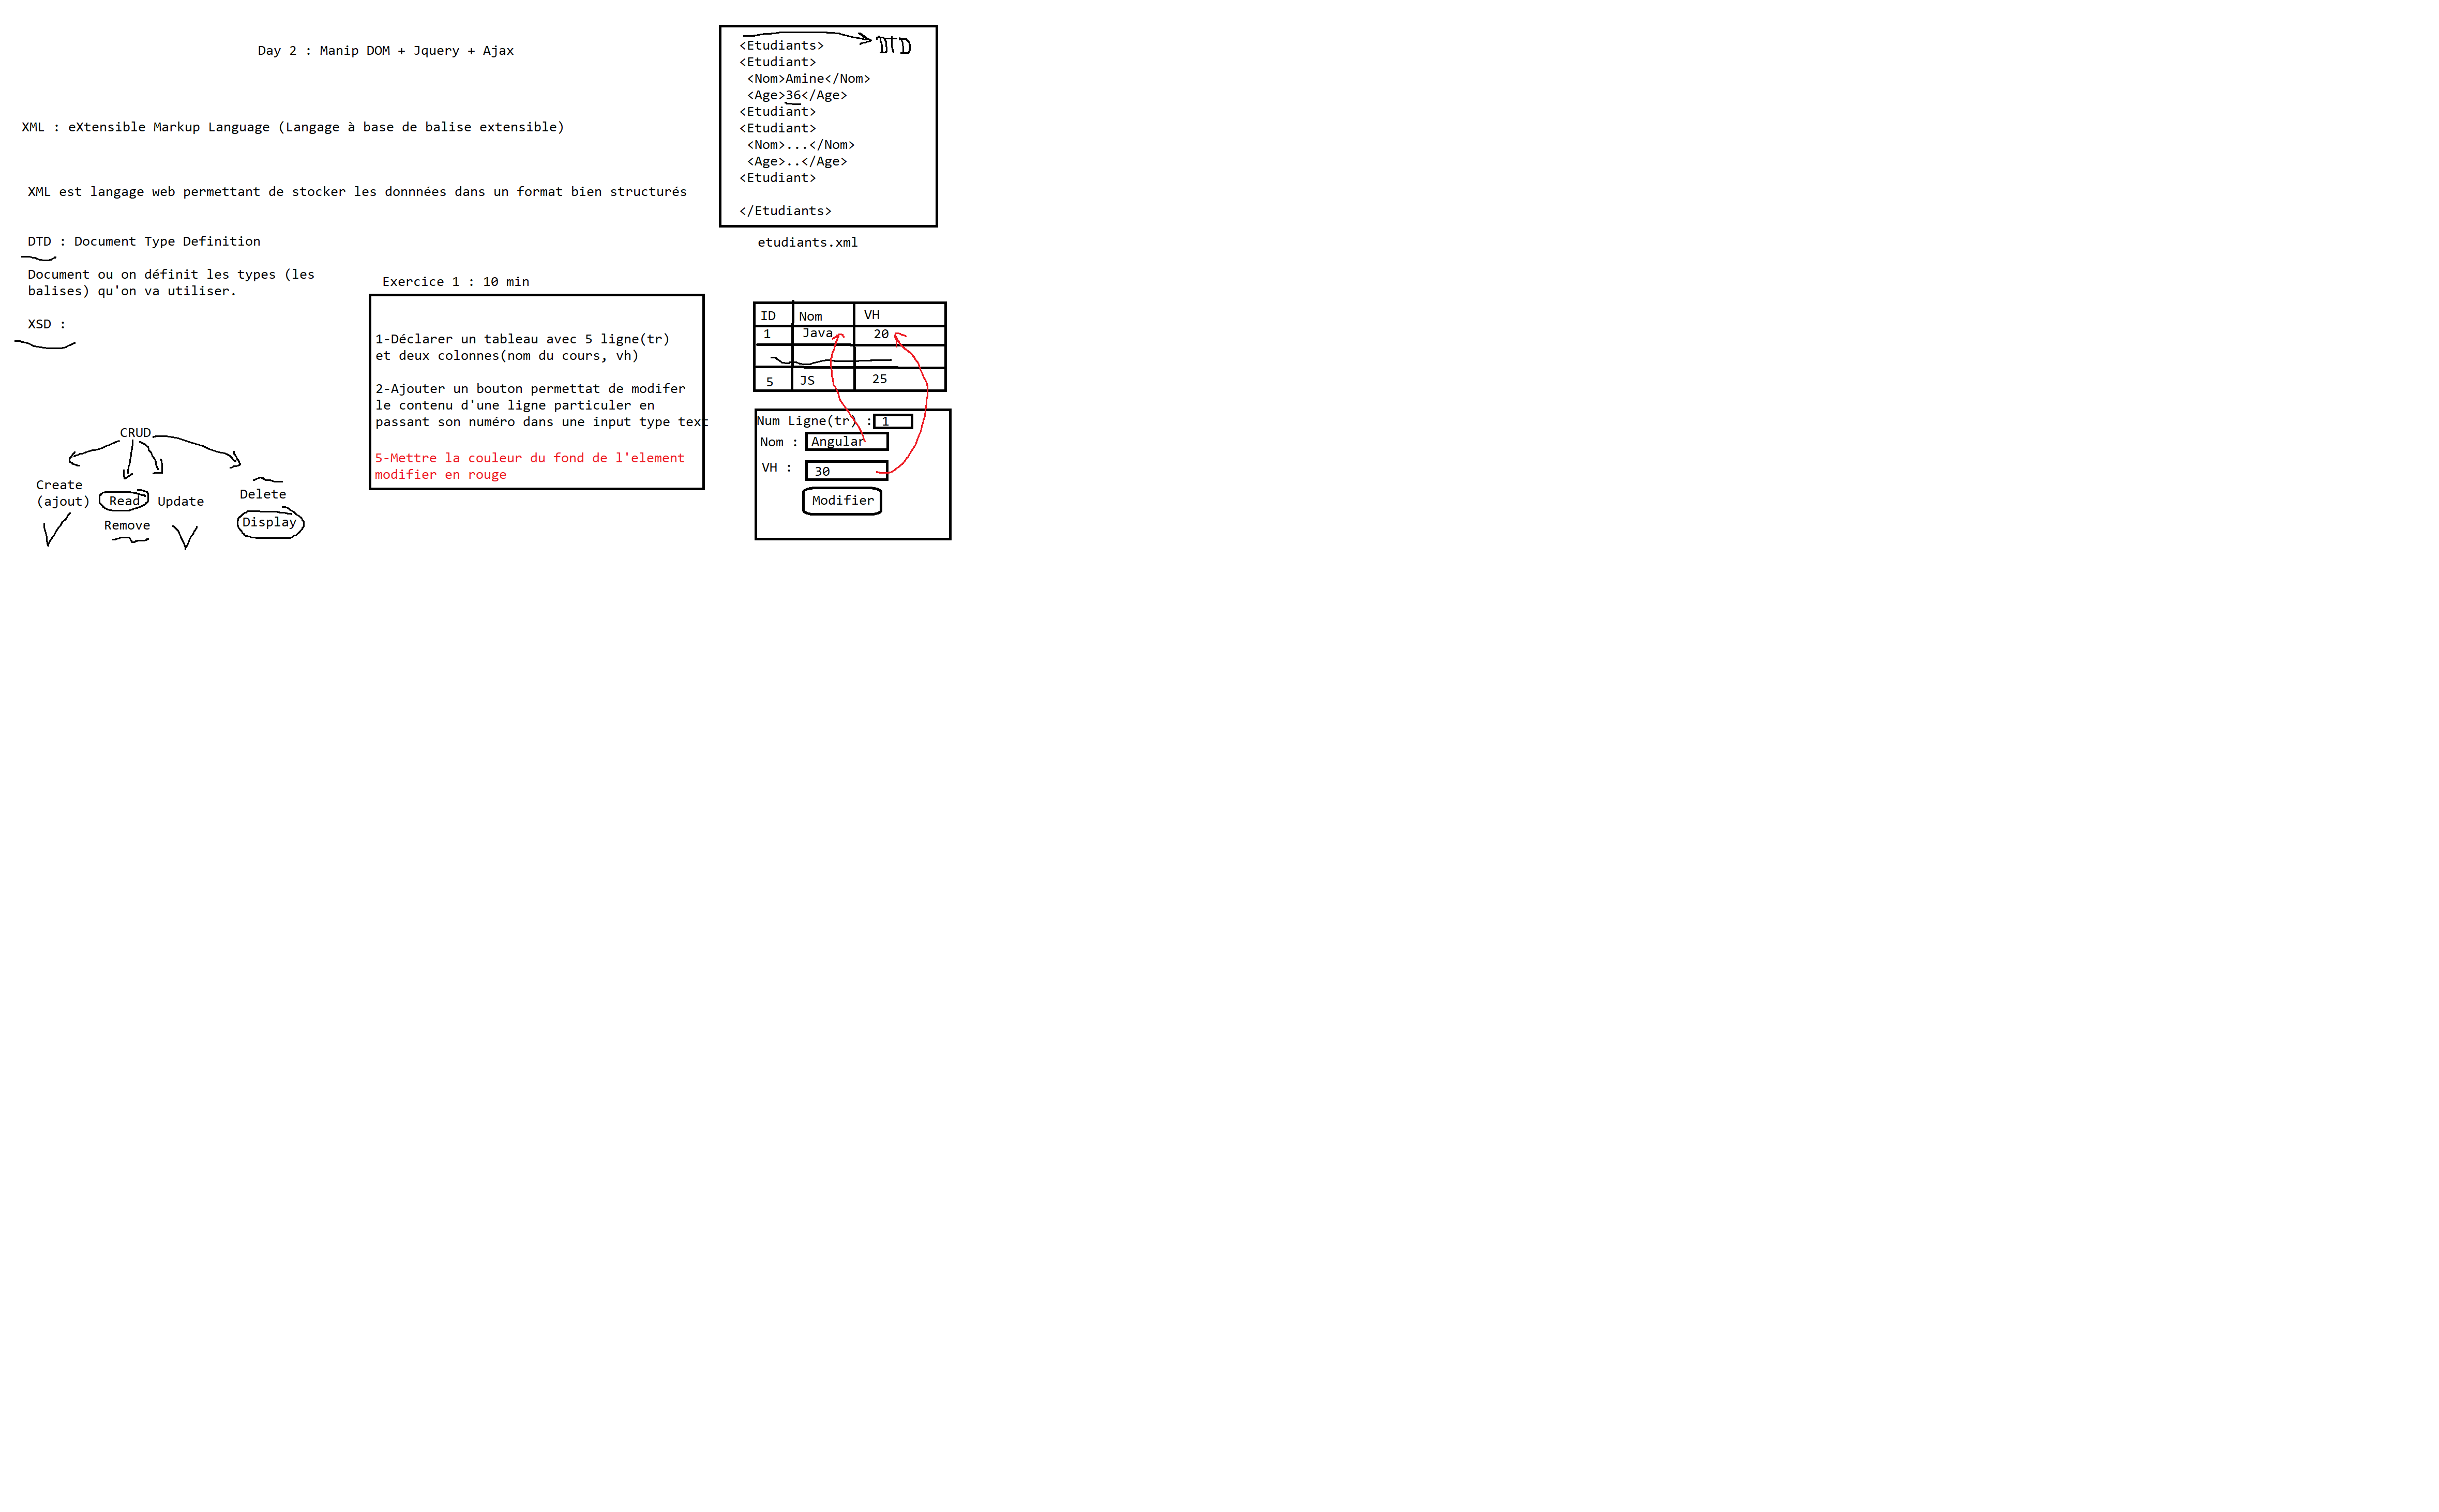 Day 2 : Manip DOM + Jquery + Ajax
XML : eXtensible Markup Language (Langage à base de balise extensible)
XML est langage web permettant de stocker les donnnées dans un format bien structurés
DTD : Document Type Definition
Document ou on définit les types (les
balises) qu'on va utiliser.
XSD :
CRUD
Create
(ajout)
Read
Remove
Update
Delete
Display
Exercice 1 : 10 min
1-Déclarer un tableau avec 5 ligne(tr)
et deux colonnes(nom du cours, vh)
2-Ajouter un bouton permettat de modifer
le contenu d'une ligne particuler en
passant son numéro dans une input type text
5-Mettre la couleur du fond de l'element
modifier en rouge
DTD
<Etudiants>
<Etudiant>
<Nom>Amine</Nom>
<Age>36</Age>
<Etudiant>
<Etudiant>
<Nom>...</Nom>
<Age>..</Age>
<Etudiant>
</Etudiants>
etudiants.xml
ID Nom VH
1 Java 20
5 JS 25
Num Ligne(tr) : 1
Nom : Angular
VH : 30
Modifier